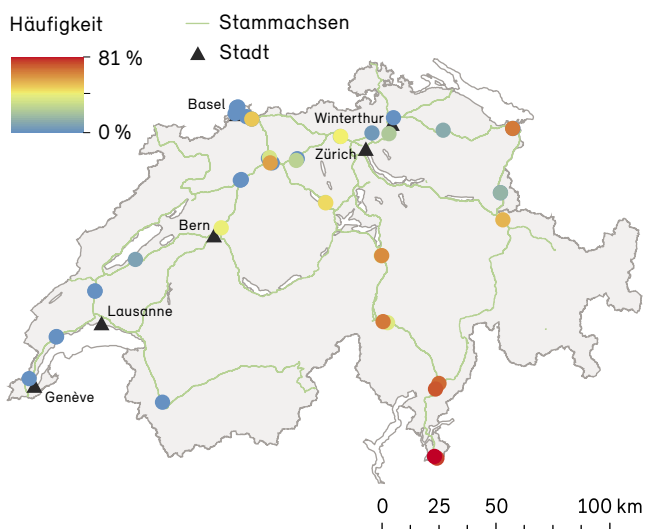 Häufigkeit
81 %
0 %
Stammachsen
Stadt
Basel
Winterthur
Zürich
Bern
Lausanne
Genève
0 25 50 100 km